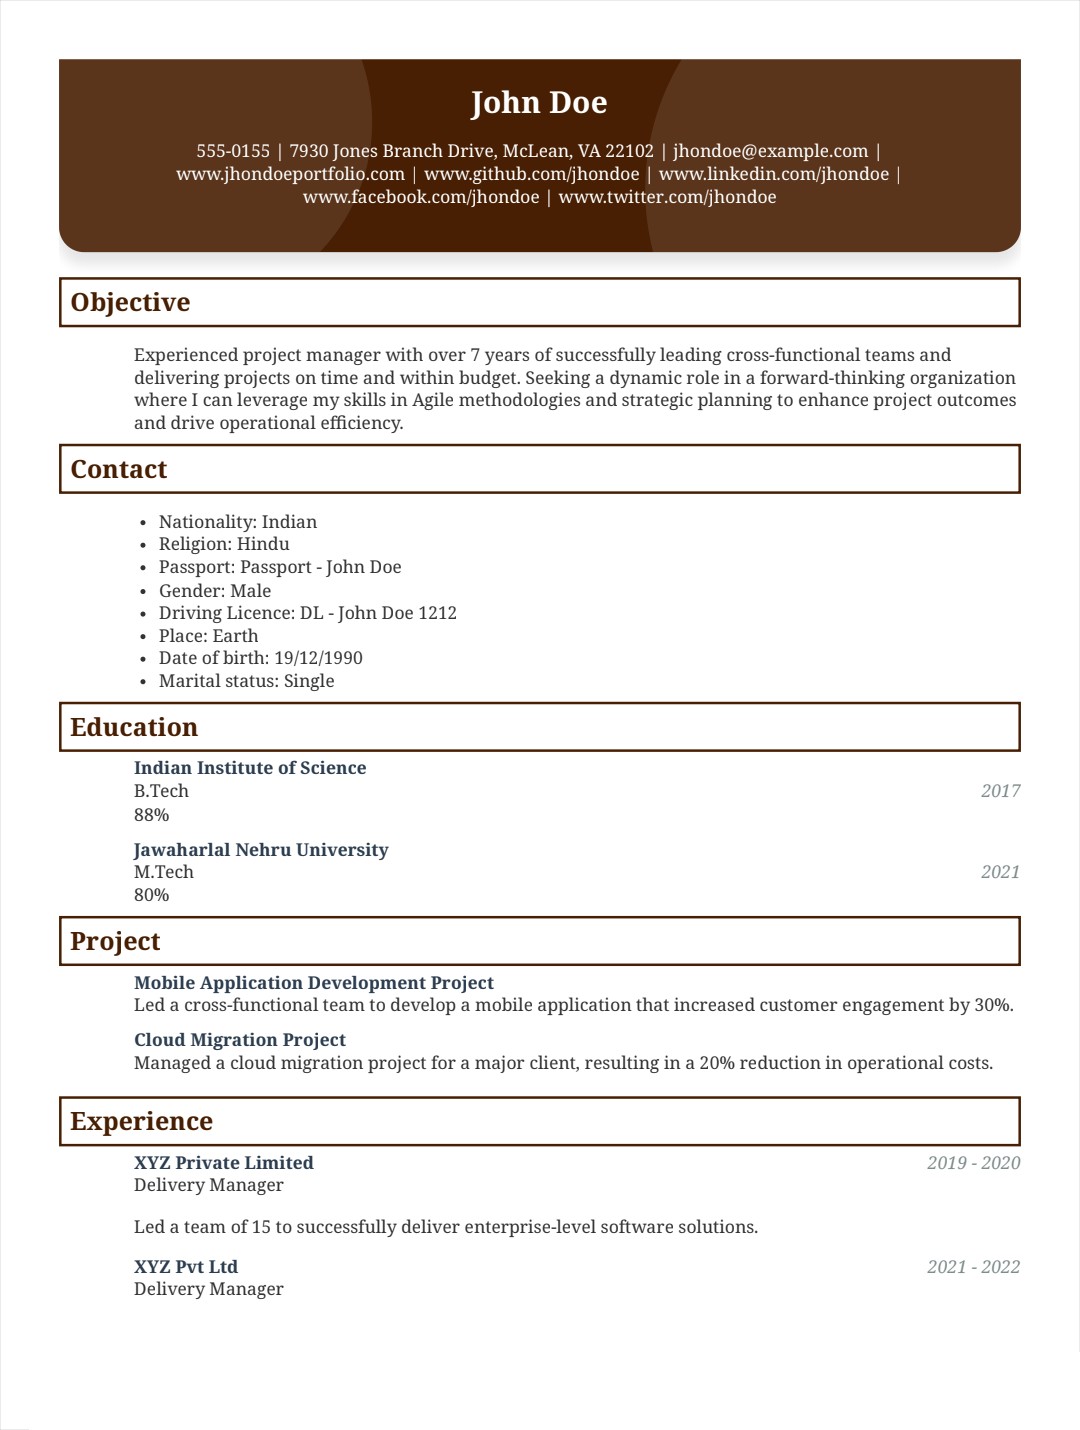 John Doe
555-0155 | 7930 Jones Branch Drive, McLean, VA 22102 | jhondoe@example.com |
www.jhondoeportfolio.com | www.github.com/jhondoe | www.linkedin.com/jhondoe |
www.facebook.com/jhondoe | www.twitter.com/jhondoe
Objective
Experienced project manager with over 7 years of successfully leading cross-functional teams and
delivering projects on time and within budget. Seeking a dynamic role in a forward-thinking organization
where I can leverage my skills in Agile methodologies and strategic planning to enhance project outcomes
and drive operational efficiency.
Contact
• Nationality: Indian
• Religion: Hindu
• Passport: Passport - John Doe
• Gender: Male
• Driving Licence: DL - John Doe 1212
• Place: Earth
• Date of birth: 19/12/1990
• Marital status: Single
Education
Indian Institute of Science
B.Tech 2017
88%
Jawaharlal Nehru University
M.Tech 2021
80%
Project
Mobile Application Development Project
Led a cross-functional team to develop a mobile application that increased customer engagement by 30%.
Cloud Migration Project
Managed a cloud migration project for a major client, resulting in a 20% reduction in operational costs.
Experience
XYZ Private Limited 2019 - 2020
Delivery Manager
Led a team of 15 to successfully deliver enterprise-level software solutions.
XYZ Pvt Ltd 2021 - 2022
Delivery Manager